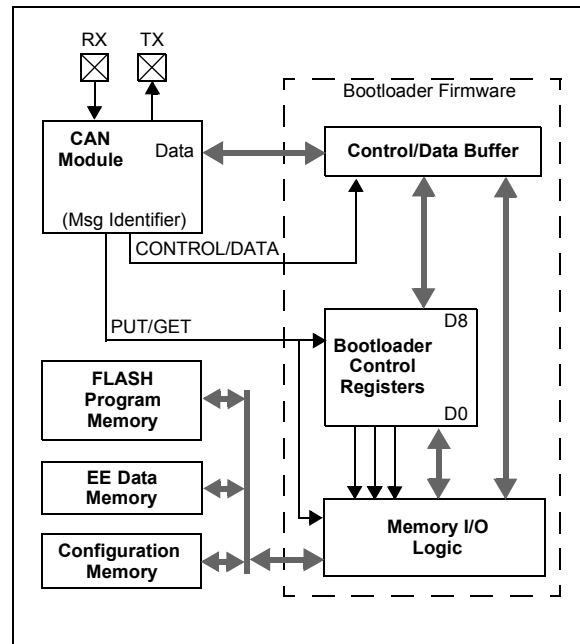 RX
TX
CAN
Module
Data
(Msg Identifier)
Bootloader Firmware
Control/Data Buffer
CONTROL/DATA
PUT/GET
D8
Bootloader
Control
Registers
D0
FLASH
Program
Memory
EE Data
Memory
Configuration
Memory
Memory I/O
Logic